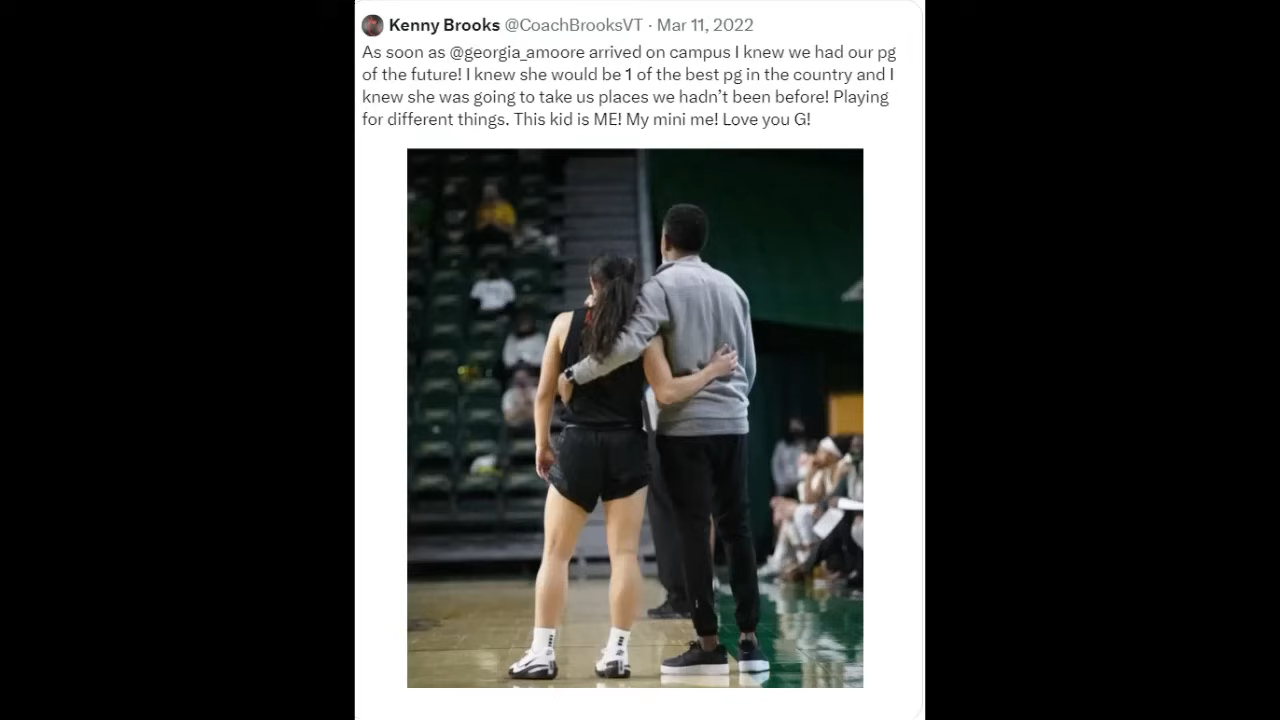 Kenny Brooks @CoachBrooksVT · Mar 11, 2022
As soon as @georgia_amoore arrived on campus I knew we had our pg
of the future! I knew she would be 1 of the best pg in the country and I
knew she was going to take us places we hadn’t been before! Playing
for different things. This kid is ME! My mini me! Love you G!